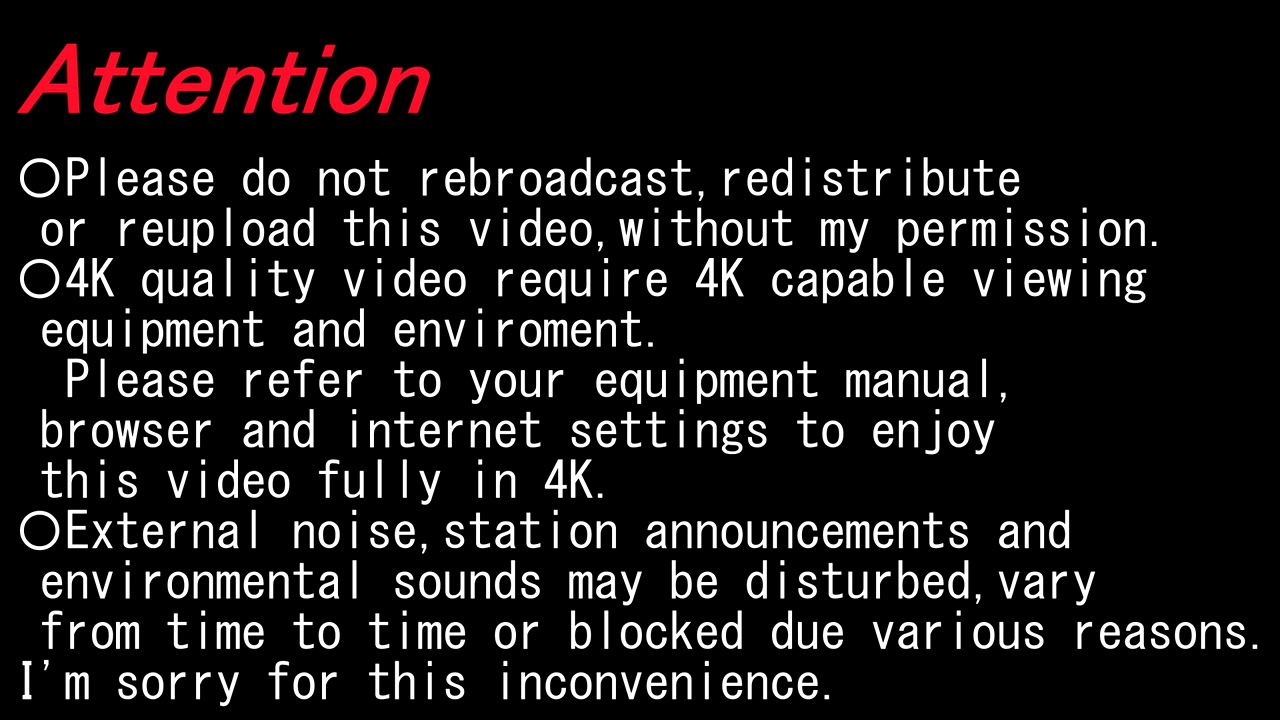 Attention
○Please do not rebroadcast,redistribute
or reupload this video,without my permission.
○4K quality video require 4K capable viewing
equipment and enviroment.
Please refer to your equipment manual,
browser and internet settings to enjoy
this video fully in 4K.
○External noise,station announcements and
environmental sounds may be disturbed,vary
from time to time or blocked due various reasons.
I'm sorry for this inconvenience.